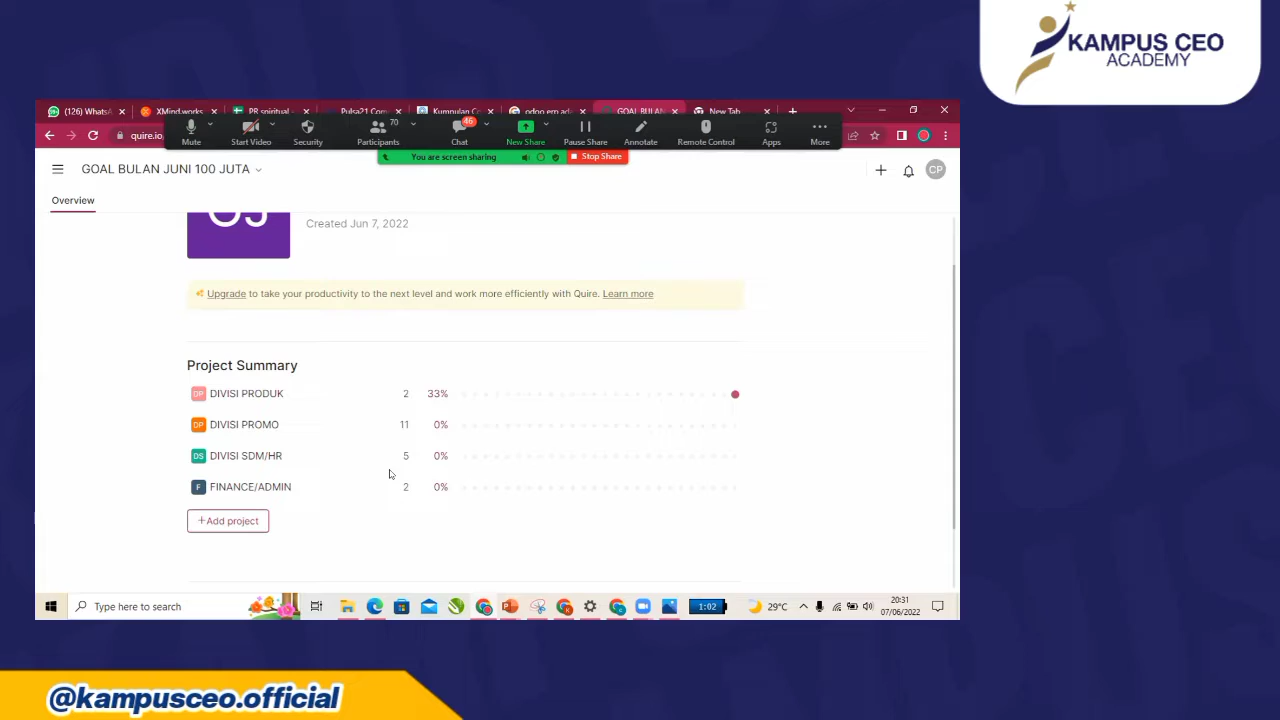 KAMPUS CEO
ACADEMY
(126) Whats
XMind.works
PR spiritual
Pulsa21 Com
Kumpulan Co
odoo em ad
GOAL BULAN
New Tab
quire.io
Mute
Start Video
Security
70
Participants
46
Chat
New Share
Pause Share
Annotate
Remote Control
Apps
More
You are screen sharing
Stop Share
GOAL BULAN JUNI 100 JUTA
CP
Overview
Created Jun 7, 2022
Upgrade to take your productivity to the next level and work more efficiently with Quire. Learn more
Project Summary
DP DIVISI PRODUK 2 33%
DP DIVISI PROMO 11 0%
DS DIVISI SDM/HR 5 0%
F FINANCE/ADMIN 2 0%
+Add project
Type here to search
1:02
29°C
20:31
07/06/2022
@kampusceo.official